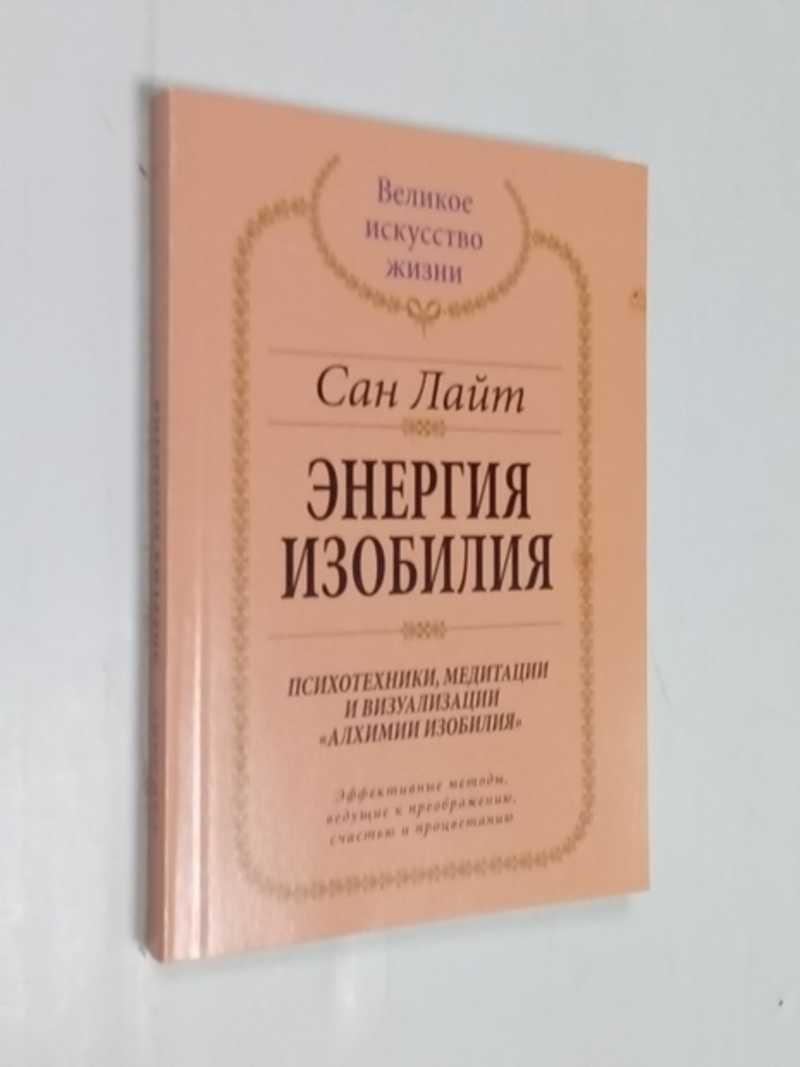 Великое
искусство
жизни
Сан Лайт
ЭНЕРГИЯ
ИЗОБИЛИЯ
ПСИХОТЕХНИКИ, МЕДИТАЦИИ
И ВИЗУАЛИЗАЦИИ
«АЛХИМИИ ИЗОБИЛИЯ»
Эффективные методы,
ведущие к преображению,
счастью и процветанию